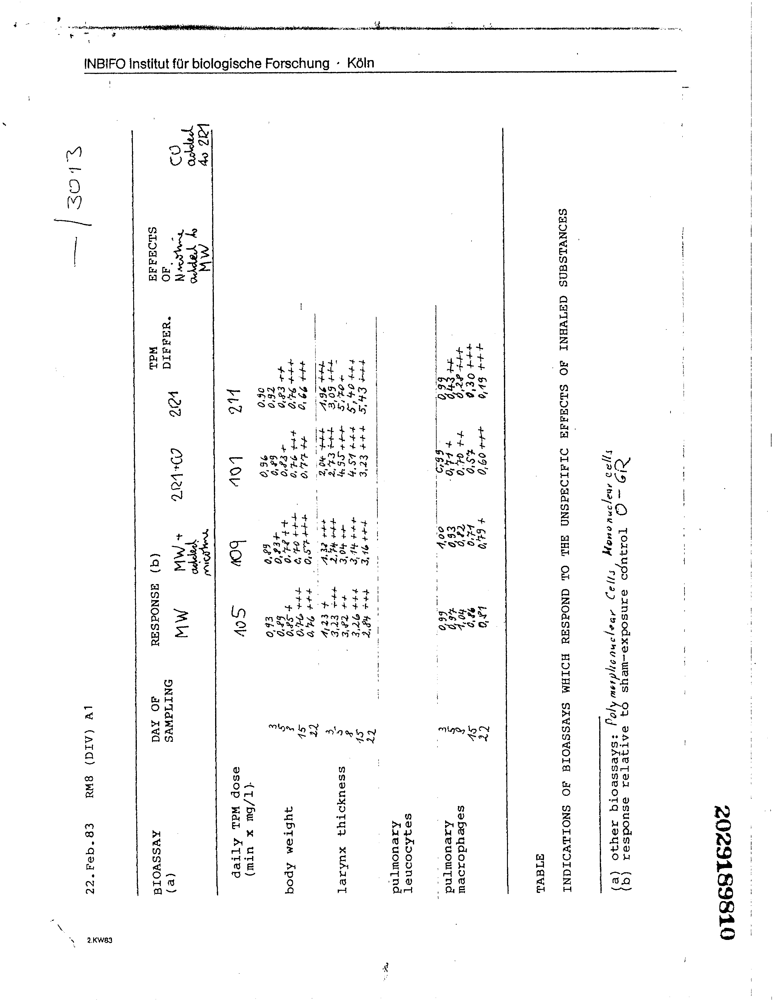 INBIFO Institut für biologische Forschung · Köln
— / 3013
22.Feb.83 RM8 (DIV) A1
BIOASSAY (a) DAY OF SAMPLING RESPONSE (b) TPM DIFFER. EFFECTS OF
MW MW + added nicotine 2R1+CO 2R1 Nicotine added to MW CO added to 2R1
daily TPM dose (min x mg/l) 105 109 101 211
body weight
3 0,93 0,89 0,96 0,90
5 0,89 0,83+ 0,89 0,92
8 0,85 + 0,78 ++ 0,83+ 0,83 ++
15 0,76 +++ 0,70 +++ 0,76 +++ 0,76 +++
22 0,76 +++ 0,57+++ 0,77 ++ 0,66 +++
larynx thickness
3 1,23 + 1,32 +++ 2,04 +++ 1,96 +++
5 3,23 +++ 2,74 +++ 2,73 +++ 3,09 +++
8 3,82 ++ 3,04 ++ 4,95+++ 5,70 +
15 3,26 +++ 3,14 +++ 4,51 +++ 5,40 +++
22 2,84 +++ 3,16 +++ 3,23 +++ 5,43 +++
pulmonary leucocytes
pulmonary macrophages
3 0,99 1,00 0,99 0,99
5 0,97 0,93 0,71 + 0,43 ++
8 1,04 0,82 0,70 ++ 0,28 +++
15 0,86 0,71 0,57 0,30 +++
22 0,81 0,79 + 0,60 +++ 0,19 +++
TABLE
INDICATIONS OF BIOASSAYS WHICH RESPOND TO THE UNSPECIFIC EFFECTS OF INHALED SUBSTANCES
(a) other bioassays: Polymorphonuclear Cells, Mononuclear cells
(b) response relative to sham-exposure control O - GR
2.KW83
2029189810